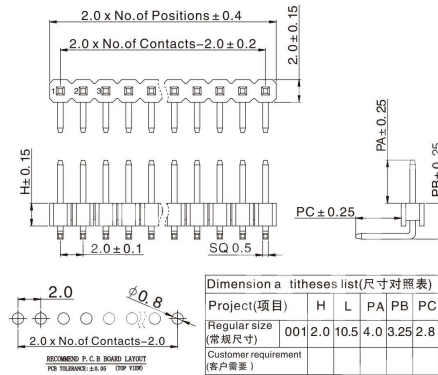 2.0 x No.of Positions±0.4
2.0 x No.of Contacts-2.0±0.2
2.0±0.15
1 2 3
H±0.15
2.0±0.1
SQ 0.5
PA±0.25
PB±0.25
PC±0.25
2.0
φ0.8
2.0 x No.of Contacts-2.0
RECOMMEND P.C.B BOARD LAYOUT
PCB TOLERANCE:±0.05 (TOP VIEW)
Dimension a titheses list(尺寸对照表)
Project(项目) H L PA PB PC
Regular size (常规尺寸) 001 2.0 10.5 4.0 3.25 2.8
Customer requirement
(客户需要)